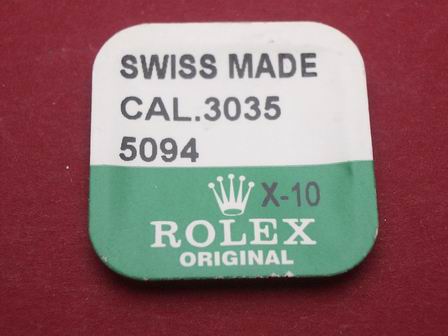 SWISS MADE
CAL.3035
5094
X-10
ROLEX
ORIGINAL